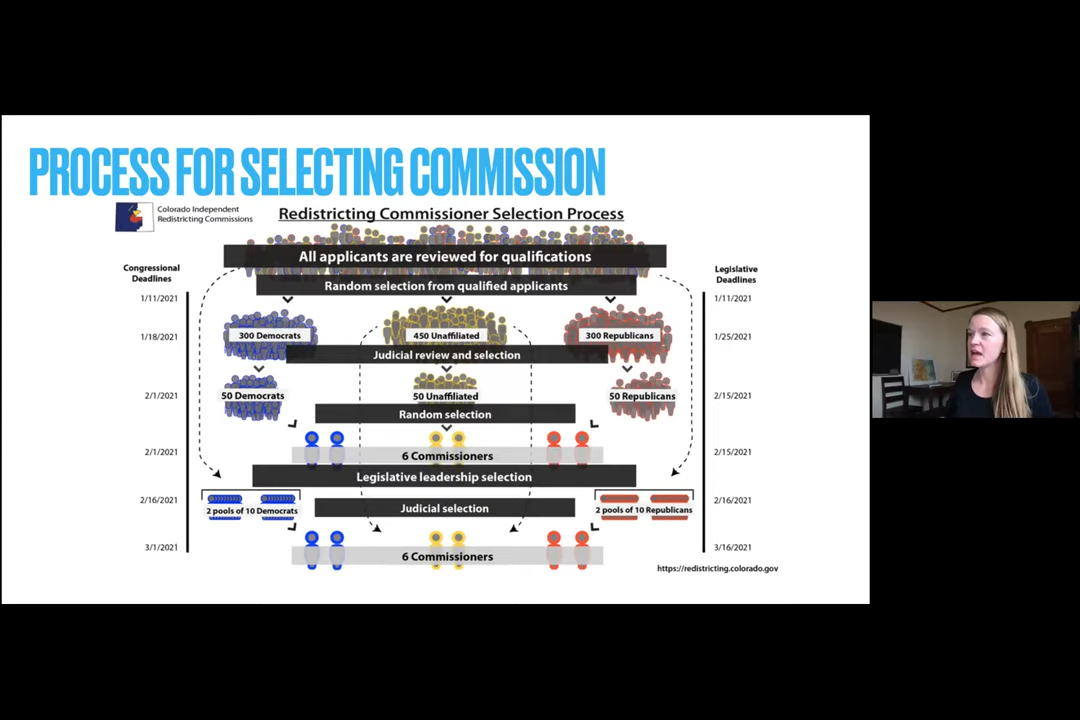 PROCESS FOR SELECTING COMMISSION
Colorado Independent
Redistricting Commissions
Redistricting Commissioner Selection Process
Congressional
Deadlines
Legislative
Deadlines
All applicants are reviewed for qualifications
Random selection from qualified applicants
1/11/2021
1/11/2021
1/18/2021
300 Democrats
450 Unaffiliated
300 Republicans
1/25/2021
Judicial review and selection
2/1/2021
50 Democrats
50 Unaffiliated
50 Republicans
2/15/2021
Random selection
2/1/2021
6 Commissioners
2/15/2021
Legislative leadership selection
2/16/2021
2 pools of 10 Democrats
Judicial selection
2 pools of 10 Republicans
2/16/2021
3/1/2021
6 Commissioners
3/16/2021
https://redistricting.colorado.gov